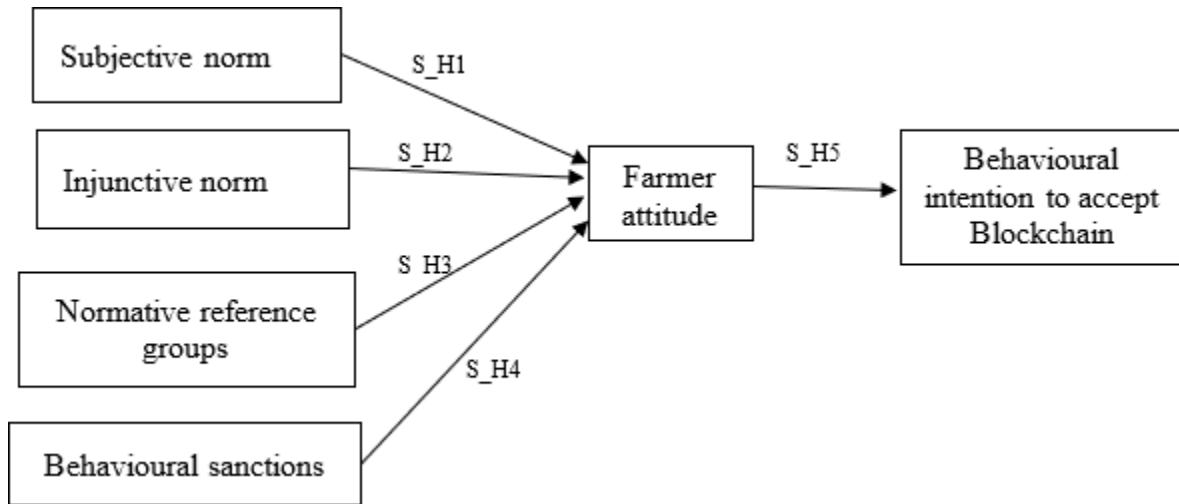 Subjective norm
S_H1
Injunctive norm
S_H2
Farmer
attitude
S_H5
Behavioural
intention to accept
Blockchain
Normative reference
groups
S_H3
S_H4
Behavioural sanctions